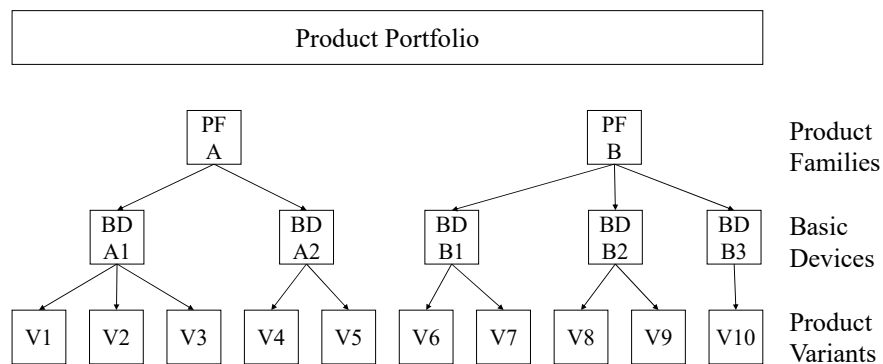 Product Portfolio
PF
A
PF
B
Product
Families
BD
A1
BD
A2
BD
B1
BD
B2
BD
B3
Basic
Devices
V1
V2
V3
V4
V5
V6
V7
V8
V9
V10
Product
Variants